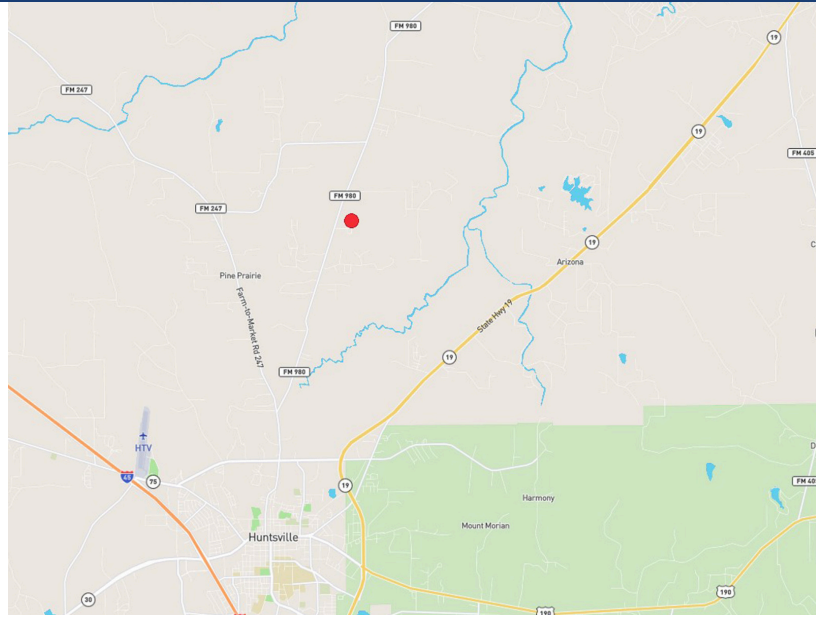 FM 980
19
FM 247
19
FM 405
FM 980
FM 247
19
Arizona
Pine Prairie
Farm-to-Market Rd 247
State Hwy 19
19
FM 980
HTV
45
75
19
Harmony
Mount Morian
Huntsville
30
190
190